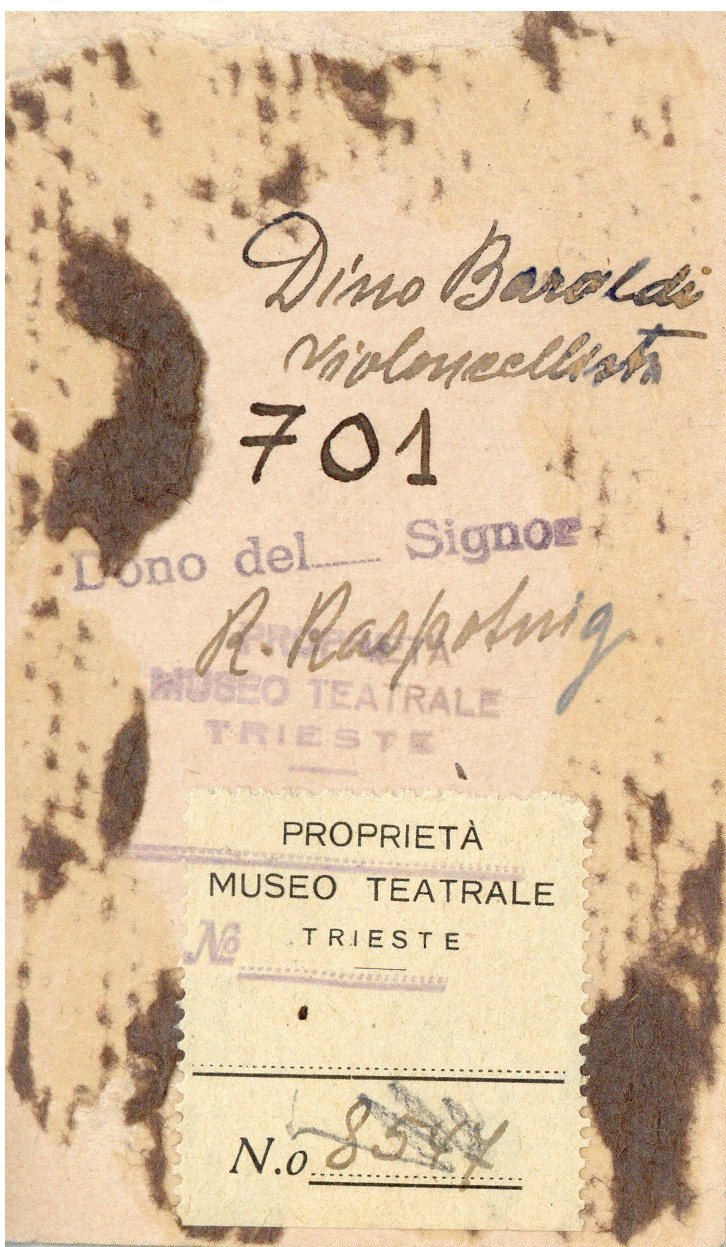 Dino Baroldi
violoncellista
701
Dono del Signor
R. Raspotnig
PROPRIETÀ
MUSEO TEATRALE
TRIESTE
PROPRIETÀ
MUSEO TEATRALE
TRIESTE
No
N.o 8544